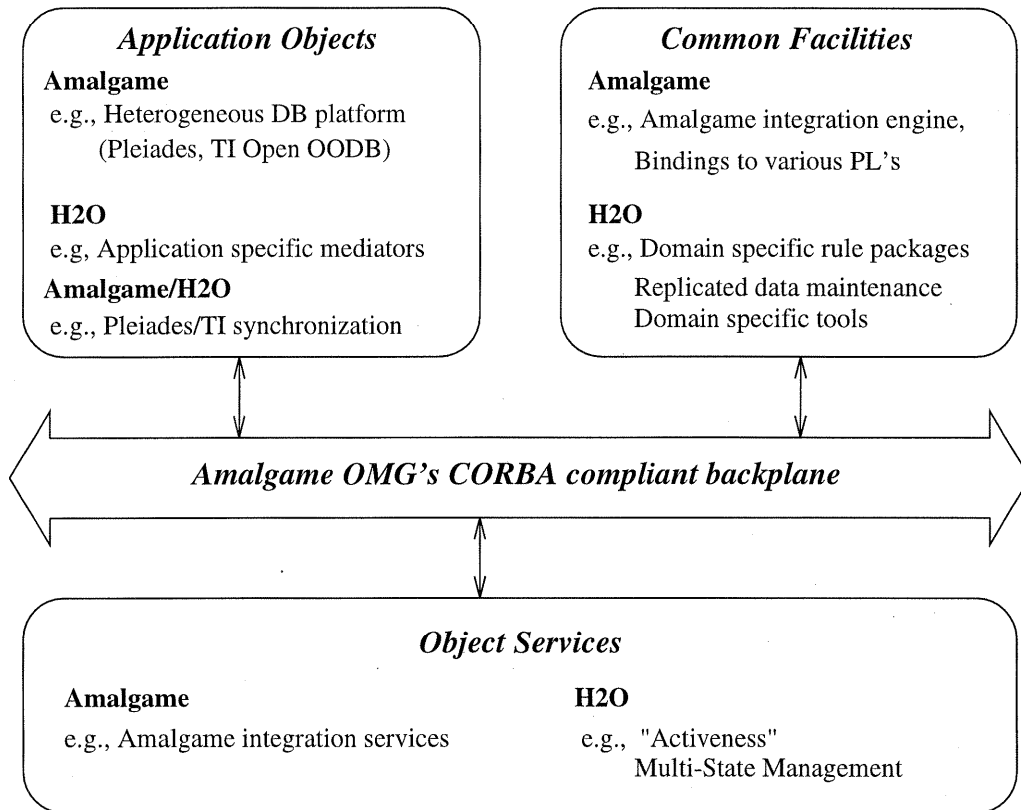 Application Objects
Amalgame
e.g., Heterogeneous DB platform
(Pleiades, TI Open OODB)
H2O
e.g, Application specific mediators
Amalgame/H2O
e.g., Pleiades/TI synchronization
Common Facilities
Amalgame
e.g., Amalgame integration engine,
Bindings to various PL's
H2O
e.g., Domain specific rule packages
Replicated data maintenance
Domain specific tools
Amalgame OMG's CORBA compliant backplane
Object Services
Amalgame
e.g., Amalgame integration services
H2O
e.g., "Activeness"
Multi-State Management